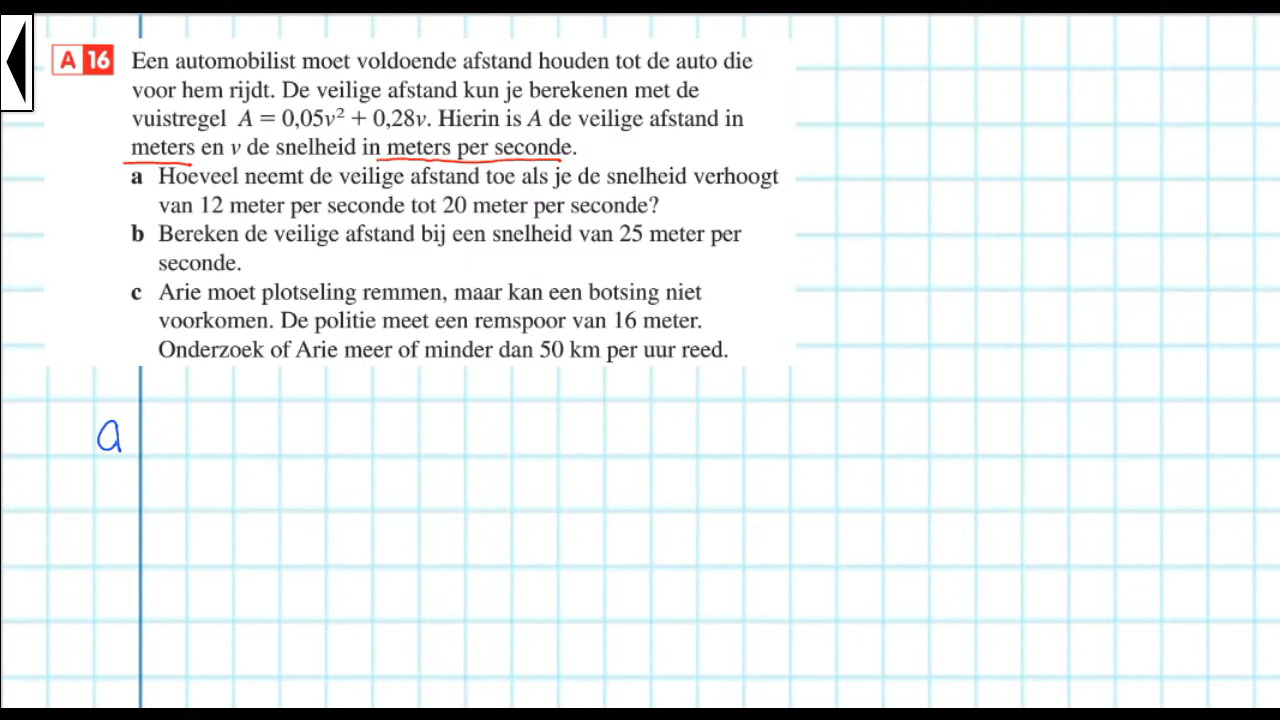 A 16 Een automobilist moet voldoende afstand houden tot de auto die
voor hem rijdt. De veilige afstand kun je berekenen met de
vuistregel A = 0,05v² + 0,28v. Hierin is A de veilige afstand in
meters en v de snelheid in meters per seconde.
a Hoeveel neemt de veilige afstand toe als je de snelheid verhoogt
van 12 meter per seconde tot 20 meter per seconde?
b Bereken de veilige afstand bij een snelheid van 25 meter per
seconde.
c Arie moet plotseling remmen, maar kan een botsing niet
voorkomen. De politie meet een remspoor van 16 meter.
Onderzoek of Arie meer of minder dan 50 km per uur reed.
a